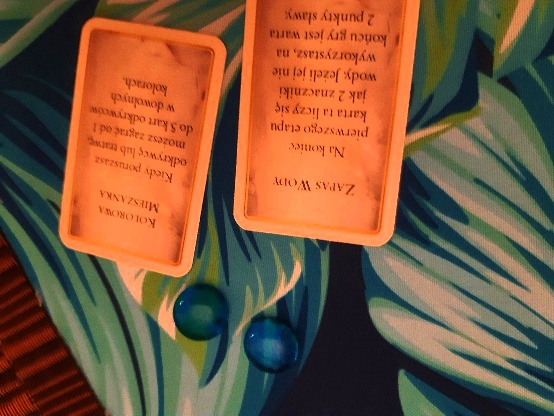 KOLOROWA
MIESZANKA
Kiedy poruszasz
odkrywcę lub tratwę,
możesz zagrać od 1
do 5 kart odkrywców
w dowolnych
kolorach.
ZAPAS WODY
Na koniec
pierwszego etapu
karta ta liczy się
jak 2 znaczniki
wody. Jeżeli jej nie
wykorzystasz, na
końcu gry jest warta
2 punkty sławy.